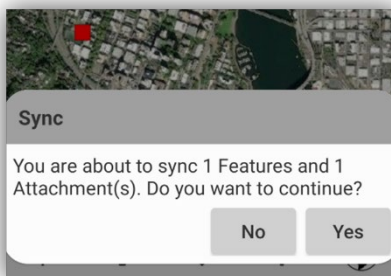 Sync
You are about to sync 1 Features and 1
Attachment(s). Do you want to continue?
No
Yes